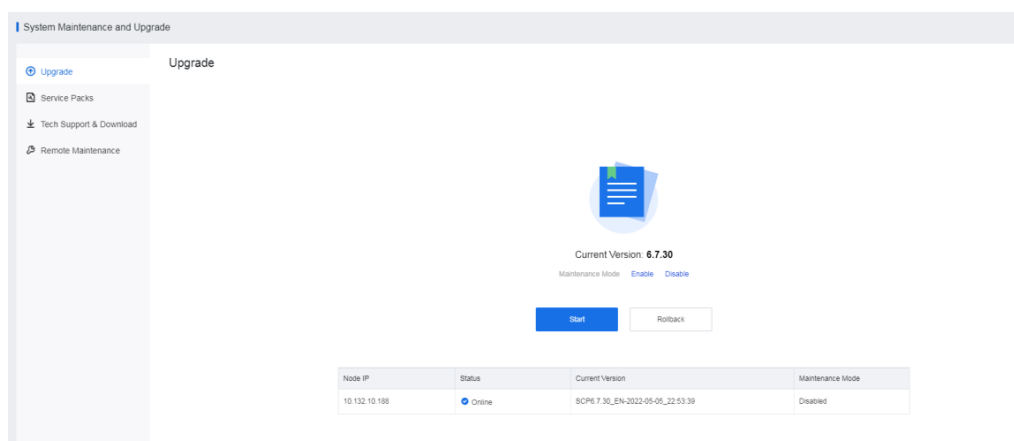 System Maintenance and Upgrade
Upgrade
Service Packs
Tech Support & Download
Remote Maintenance
Upgrade
Current Version: 6.7.30
Maintenance Mode Enable Disable
Start Rollback
Node IP Status Current Version Maintenance Mode
10.132.10.188 Online SCP6.7.30_EN-2022-05-05_22:53:39 Disabled